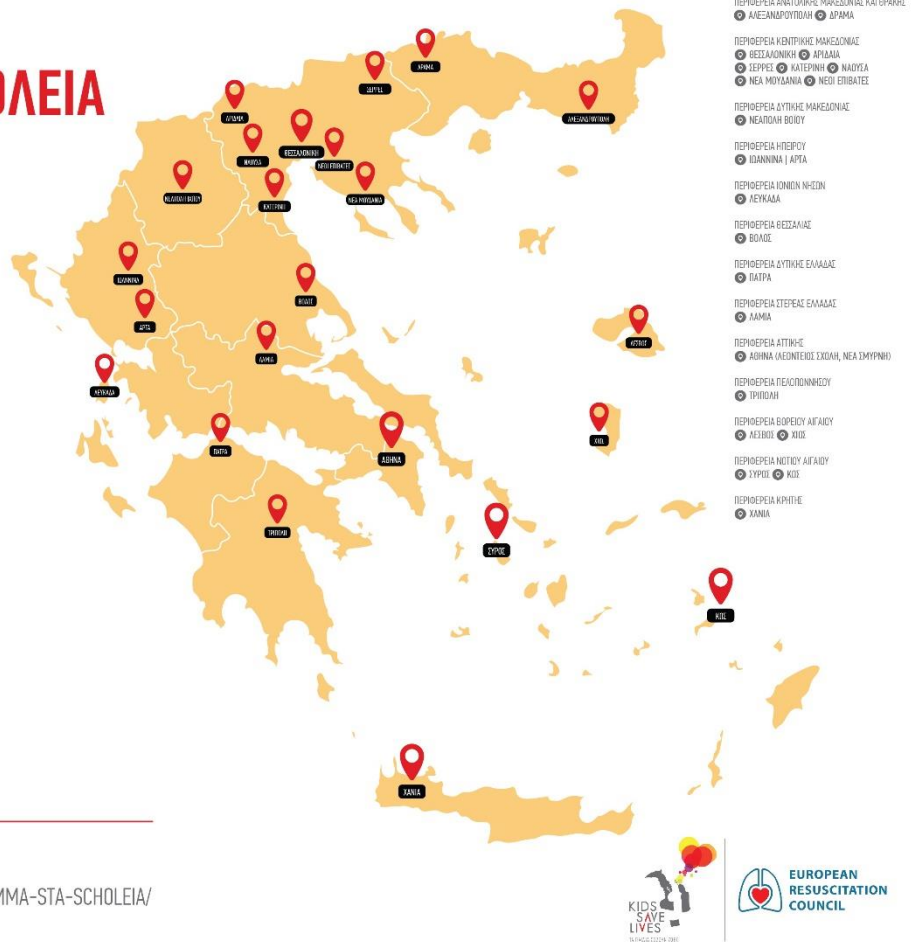 ΟΛΕΙΑ
ΔΡΑΜΑ
ΣΕΡΡΕΣ
ΑΡΙΔΑΙΑ
ΑΛΕΞΑΝΔΡΟΥΠΟΛΗ
ΘΕΣΣΑΛΟΝΙΚΗ
ΝΑΟΥΣΑ
ΝΕΟΙ ΕΠΙΒΑΤΕΣ
ΝΕΑΠΟΛΗ ΒΟΪΟΥ
ΚΑΤΕΡΙΝΗ
ΝΕΑ ΜΟΥΔΑΝΙΑ
ΙΩΑΝΝΙΝΑ
ΒΟΛΟΣ
ΑΡΤΑ
ΛΕΣΒΟΣ
ΛΑΜΙΑ
ΛΕΥΚΑΔΑ
ΧΙΟΣ
ΠΑΤΡΑ
ΑΘΗΝΑ
ΤΡΙΠΟΛΗ
ΣΥΡΟΣ
ΚΩΣ
ΧΑΝΙΑ
ΠΕΡΙΦΕΡΕΙΑ ΑΝΑΤΟΛΙΚΗΣ ΜΑΚΕΔΟΝΙΑΣ ΚΑΙ ΘΡΑΚΗΣ
ΑΛΕΞΑΝΔΡΟΥΠΟΛΗ ΔΡΑΜΑ
ΠΕΡΙΦΕΡΕΙΑ ΚΕΝΤΡΙΚΗΣ ΜΑΚΕΔΟΝΙΑΣ
ΘΕΣΣΑΛΟΝΙΚΗ ΑΡΙΔΑΙΑ
ΣΕΡΡΕΣ ΚΑΤΕΡΙΝΗ ΝΑΟΥΣΑ
ΝΕΑ ΜΟΥΔΑΝΙΑ ΝΕΟΙ ΕΠΙΒΑΤΕΣ
ΠΕΡΙΦΕΡΕΙΑ ΔΥΤΙΚΗΣ ΜΑΚΕΔΟΝΙΑΣ
ΝΕΑΠΟΛΗ ΒΟΪΟΥ
ΠΕΡΙΦΕΡΕΙΑ ΗΠΕΙΡΟΥ
ΙΩΑΝΝΙΝΑ | ΑΡΤΑ
ΠΕΡΙΦΕΡΕΙΑ ΙΟΝΙΩΝ ΝΗΣΩΝ
ΛΕΥΚΑΔΑ
ΠΕΡΙΦΕΡΕΙΑ ΘΕΣΣΑΛΙΑΣ
ΒΟΛΟΣ
ΠΕΡΙΦΕΡΕΙΑ ΔΥΤΙΚΗΣ ΕΛΛΑΔΑΣ
ΠΑΤΡΑ
ΠΕΡΙΦΕΡΕΙΑ ΣΤΕΡΕΑΣ ΕΛΛΑΔΑΣ
ΛΑΜΙΑ
ΠΕΡΙΦΕΡΕΙΑ ΑΤΤΙΚΗΣ
ΑΘΗΝΑ (ΛΕΟΝΤΕΙΟΣ ΣΧΟΛΗ, ΝΕΑ ΣΜΥΡΝΗ)
ΠΕΡΙΦΕΡΕΙΑ ΠΕΛΟΠΟΝΝΗΣΟΥ
ΤΡΙΠΟΛΗ
ΠΕΡΙΦΕΡΕΙΑ ΒΟΡΕΙΟΥ ΑΙΓΑΙΟΥ
ΛΕΣΒΟΣ ΧΙΟΣ
ΠΕΡΙΦΕΡΕΙΑ ΝΟΤΙΟΥ ΑΙΓΑΙΟΥ
ΣΥΡΟΣ ΚΩΣ
ΠΕΡΙΦΕΡΕΙΑ ΚΡΗΤΗΣ
ΧΑΝΙΑ
MMA-STA-SCHOLEIA/
KIDS
SAVE
LIVES
EUROPEAN
RESUSCITATION
COUNCIL